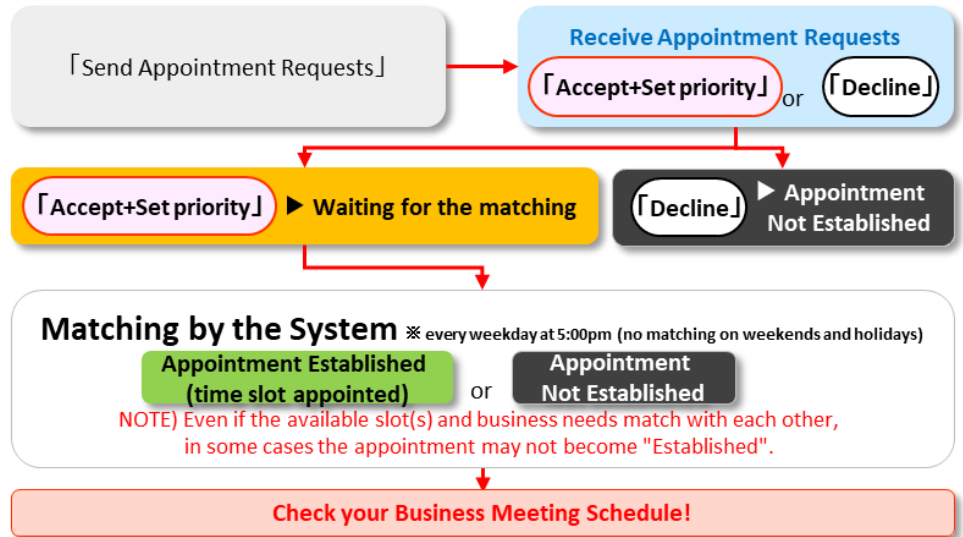 「Send Appointment Requests」
Receive Appointment Requests
「Accept+Set priority」 or 「Decline」
「Accept+Set priority」 ▶ Waiting for the matching
「Decline」 ▶ Appointment
Not Established
Matching by the System ※ every weekday at 5:00pm (no matching on weekends and holidays)
Appointment Established
(time slot appointed)
or
Appointment
Not Established
NOTE) Even if the available slot(s) and business needs match with each other,
in some cases the appointment may not become "Established".
Check your Business Meeting Schedule!